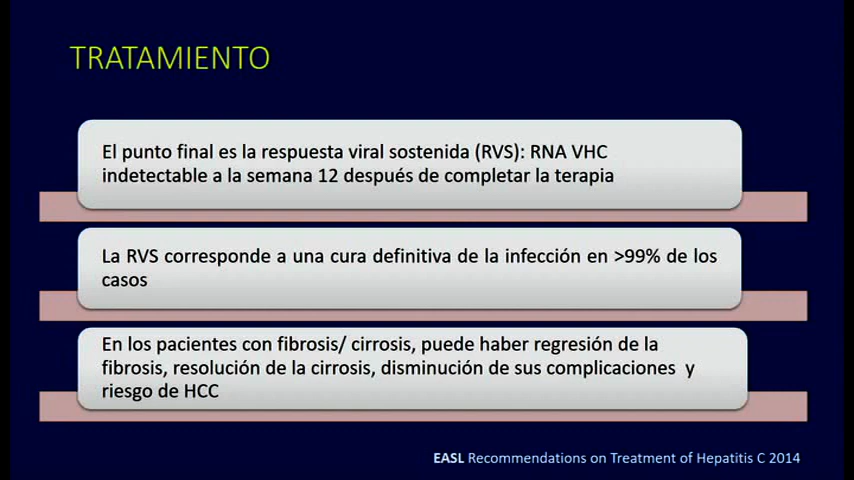 TRATAMIENTO
El punto final es la respuesta viral sostenida (RVS): RNA VHC
indetectable a la semana 12 después de completar la terapia
La RVS corresponde a una cura definitiva de la infección en >99% de los
casos
En los pacientes con fibrosis/ cirrosis, puede haber regresión de la
fibrosis, resolución de la cirrosis, disminución de sus complicaciones y
riesgo de HCC
EASL Recommendations on Treatment of Hepatitis C 2014